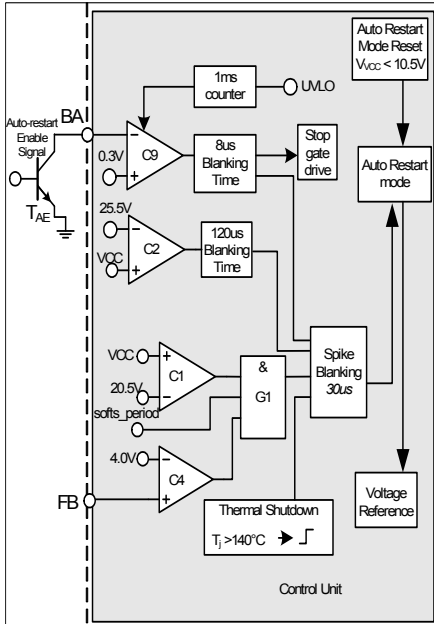 Auto Restart
Mode Reset
VVCC < 10.5V
1ms
counter
UVLO
BA
Auto-restart
Enable
Signal
0.3V
C9
8us
Blanking
Time
Stop
gate
drive
Auto Restart
mode
TAE
25.5V
VCC
C2
120us
Blanking
Time
VCC
C1
20.5V
softs_period
&
G1
Spike
Blanking
30us
4.0V
C4
FB
Thermal Shutdown
Tj >140°C
Voltage
Reference
Control Unit